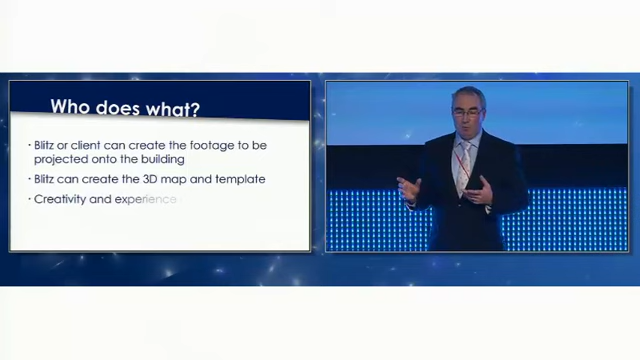 Who does what?
· Blitz or client can create the footage to be
projected onto the building
· Blitz can create the 3D map and template
· Creativity and experience